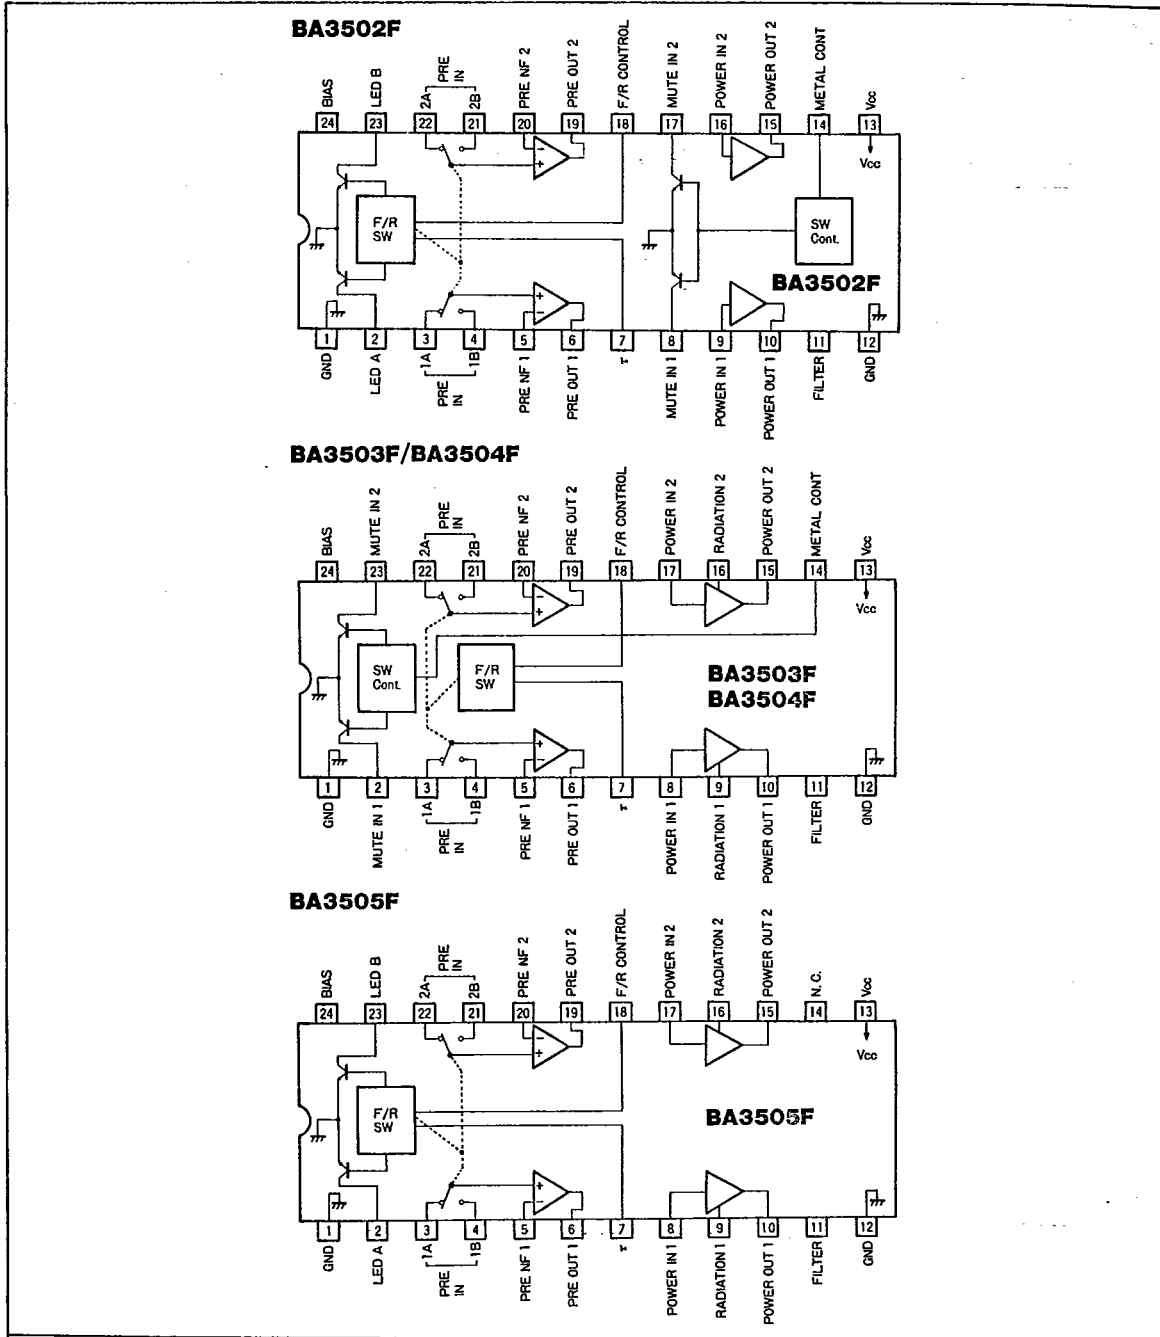 BA3502F
BIAS
LED B
2A
PRE IN
2B
PRE NF 2
PRE OUT 2
F/R CONTROL
MUTE IN 2
POWER IN 2
POWER OUT 2
METAL CONT
Vcc
24 23 22 21 20 19 18 17 16 15 14 13
Vcc
F/R SW
SW Cont.
BA3502F
1 2 3 4 5 6 7 8 9 10 11 12
GND
LED A
1A
PRE IN
1B
PRE NF 1
PRE OUT 1
τ
MUTE IN 1
POWER IN 1
POWER OUT 1
FILTER
GND
BA3503F/BA3504F
BIAS
MUTE IN 2
2A
PRE IN
2B
PRE NF 2
PRE OUT 2
F/R CONTROL
POWER IN 2
RADIATION 2
POWER OUT 2
METAL CONT
Vcc
24 23 22 21 20 19 18 17 16 15 14 13
Vcc
SW Cont.
F/R SW
BA3503F
BA3504F
1 2 3 4 5 6 7 8 9 10 11 12
GND
MUTE IN 1
1A
PRE IN
1B
PRE NF 1
PRE OUT 1
τ
POWER IN 1
RADIATION 1
POWER OUT 1
FILTER
GND
BA3505F
BIAS
LED B
2A
PRE IN
2B
PRE NF 2
PRE OUT 2
F/R CONTROL
POWER IN 2
RADIATION 2
POWER OUT 2
N.C.
Vcc
24 23 22 21 20 19 18 17 16 15 14 13
Vcc
F/R SW
BA3505F
1 2 3 4 5 6 7 8 9 10 11 12
GND
LED A
1A
PRE IN
1B
PRE NF 1
PRE OUT 1
τ
POWER IN 1
RADIATION 1
POWER OUT 1
FILTER
GND